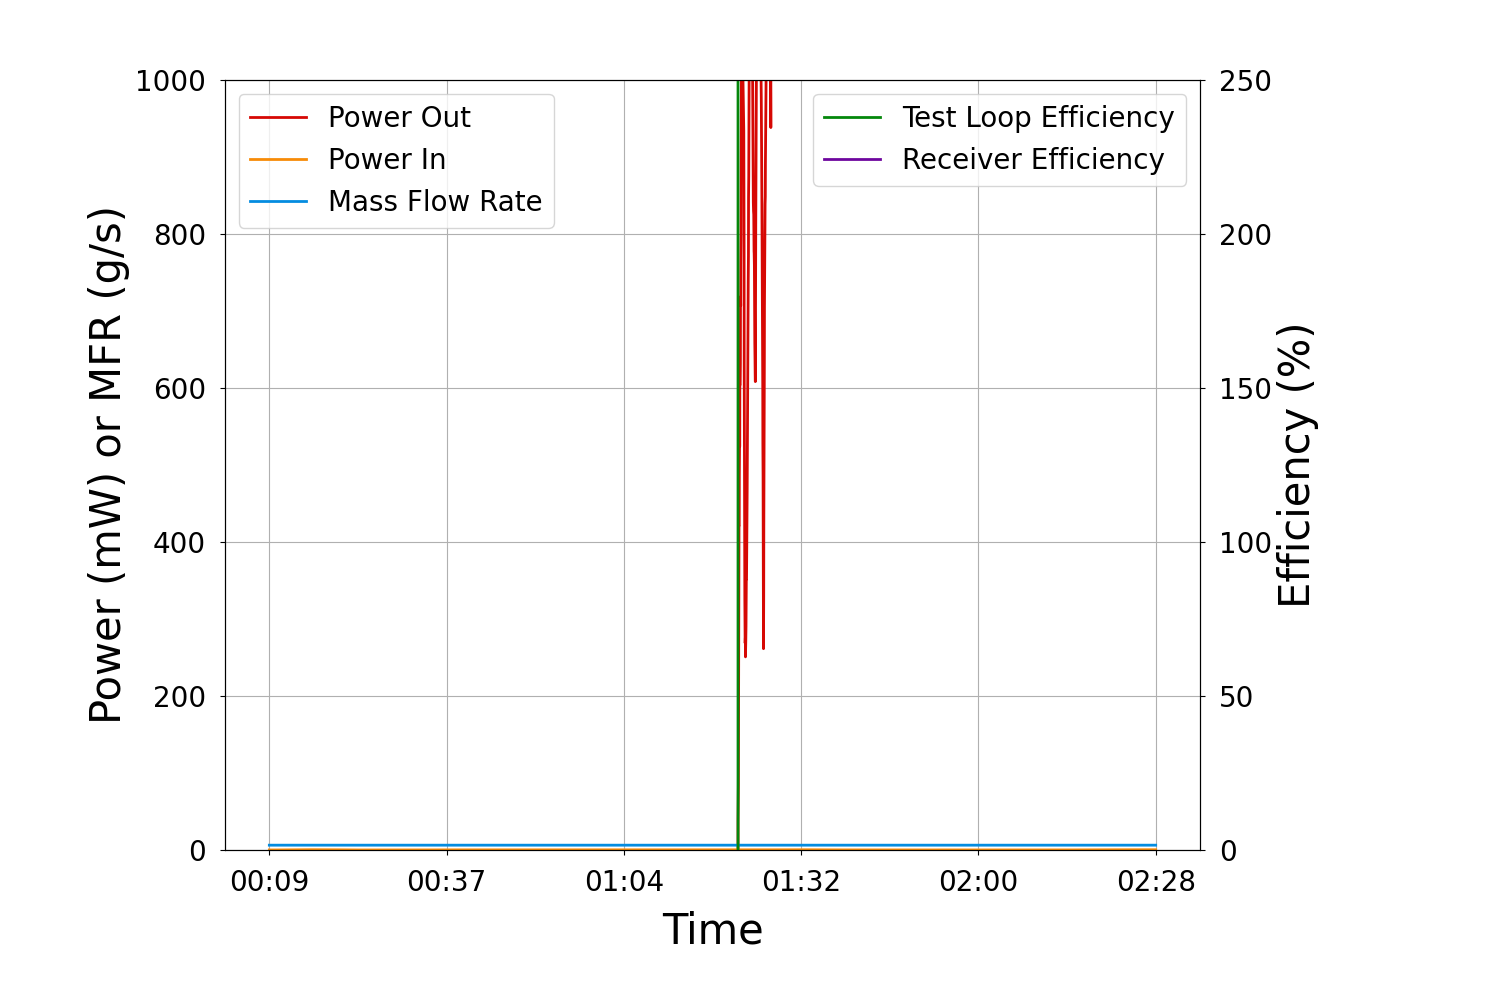 1000
800
600
400
200
0
Power (mW) or MFR (g/s)
Power Out
Power In
Mass Flow Rate
Test Loop Efficiency
Receiver Efficiency
250
200
150
100
50
0
Efficiency (%)
00:09 00:37 01:04 01:32 02:00 02:28
Time